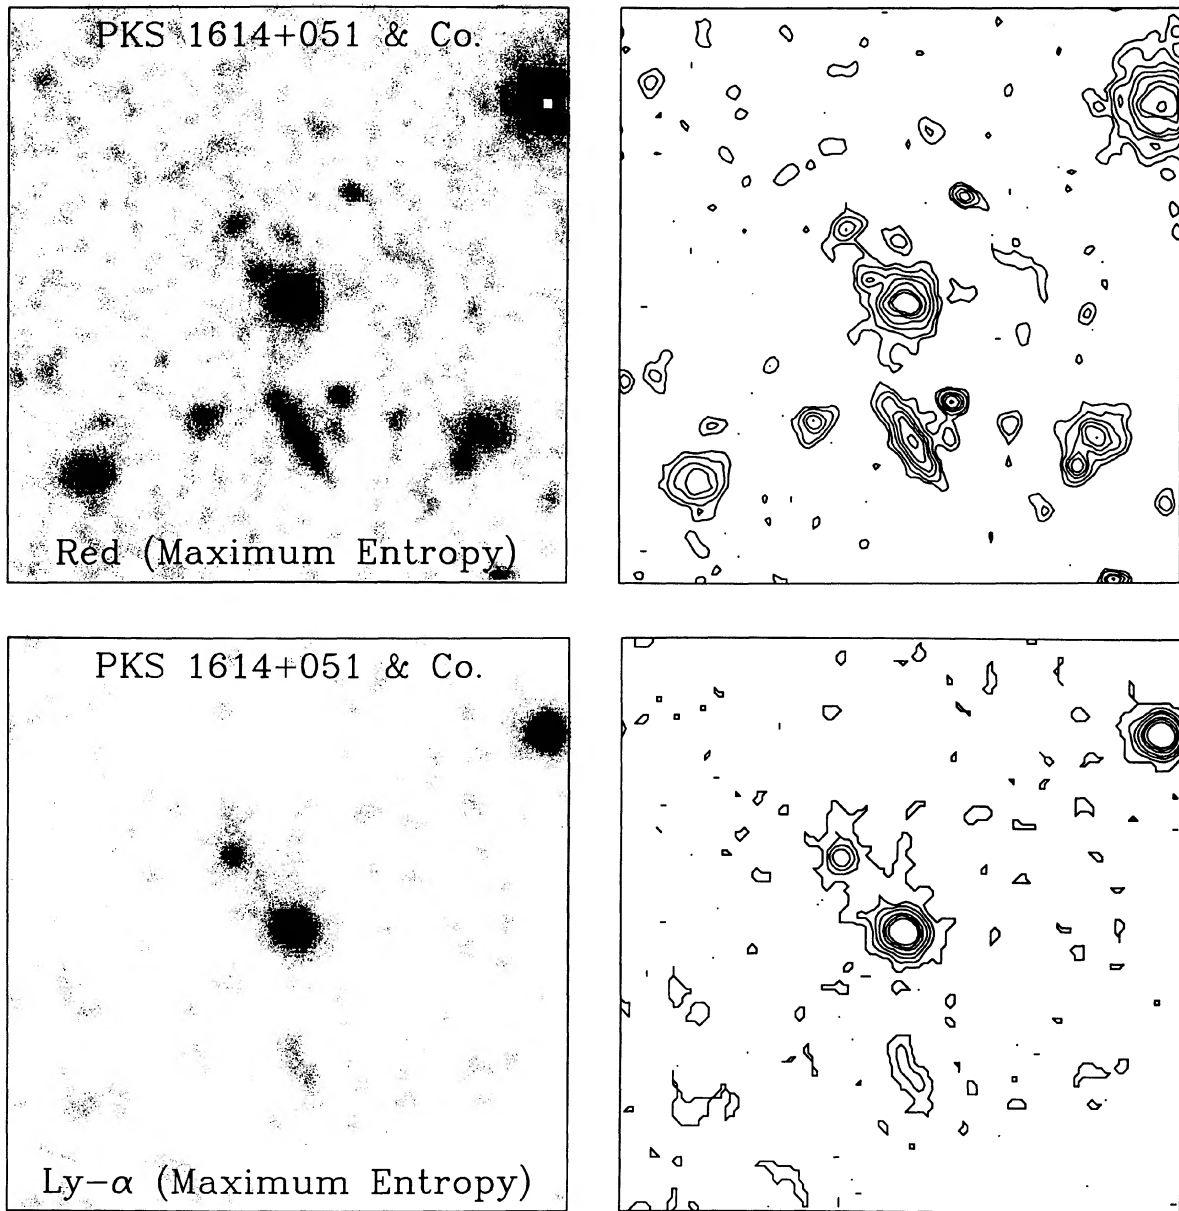 PKS 1614+051 & Co.
Red (Maximum Entropy)
PKS 1614+051 & Co.
Ly-α (Maximum Entropy)